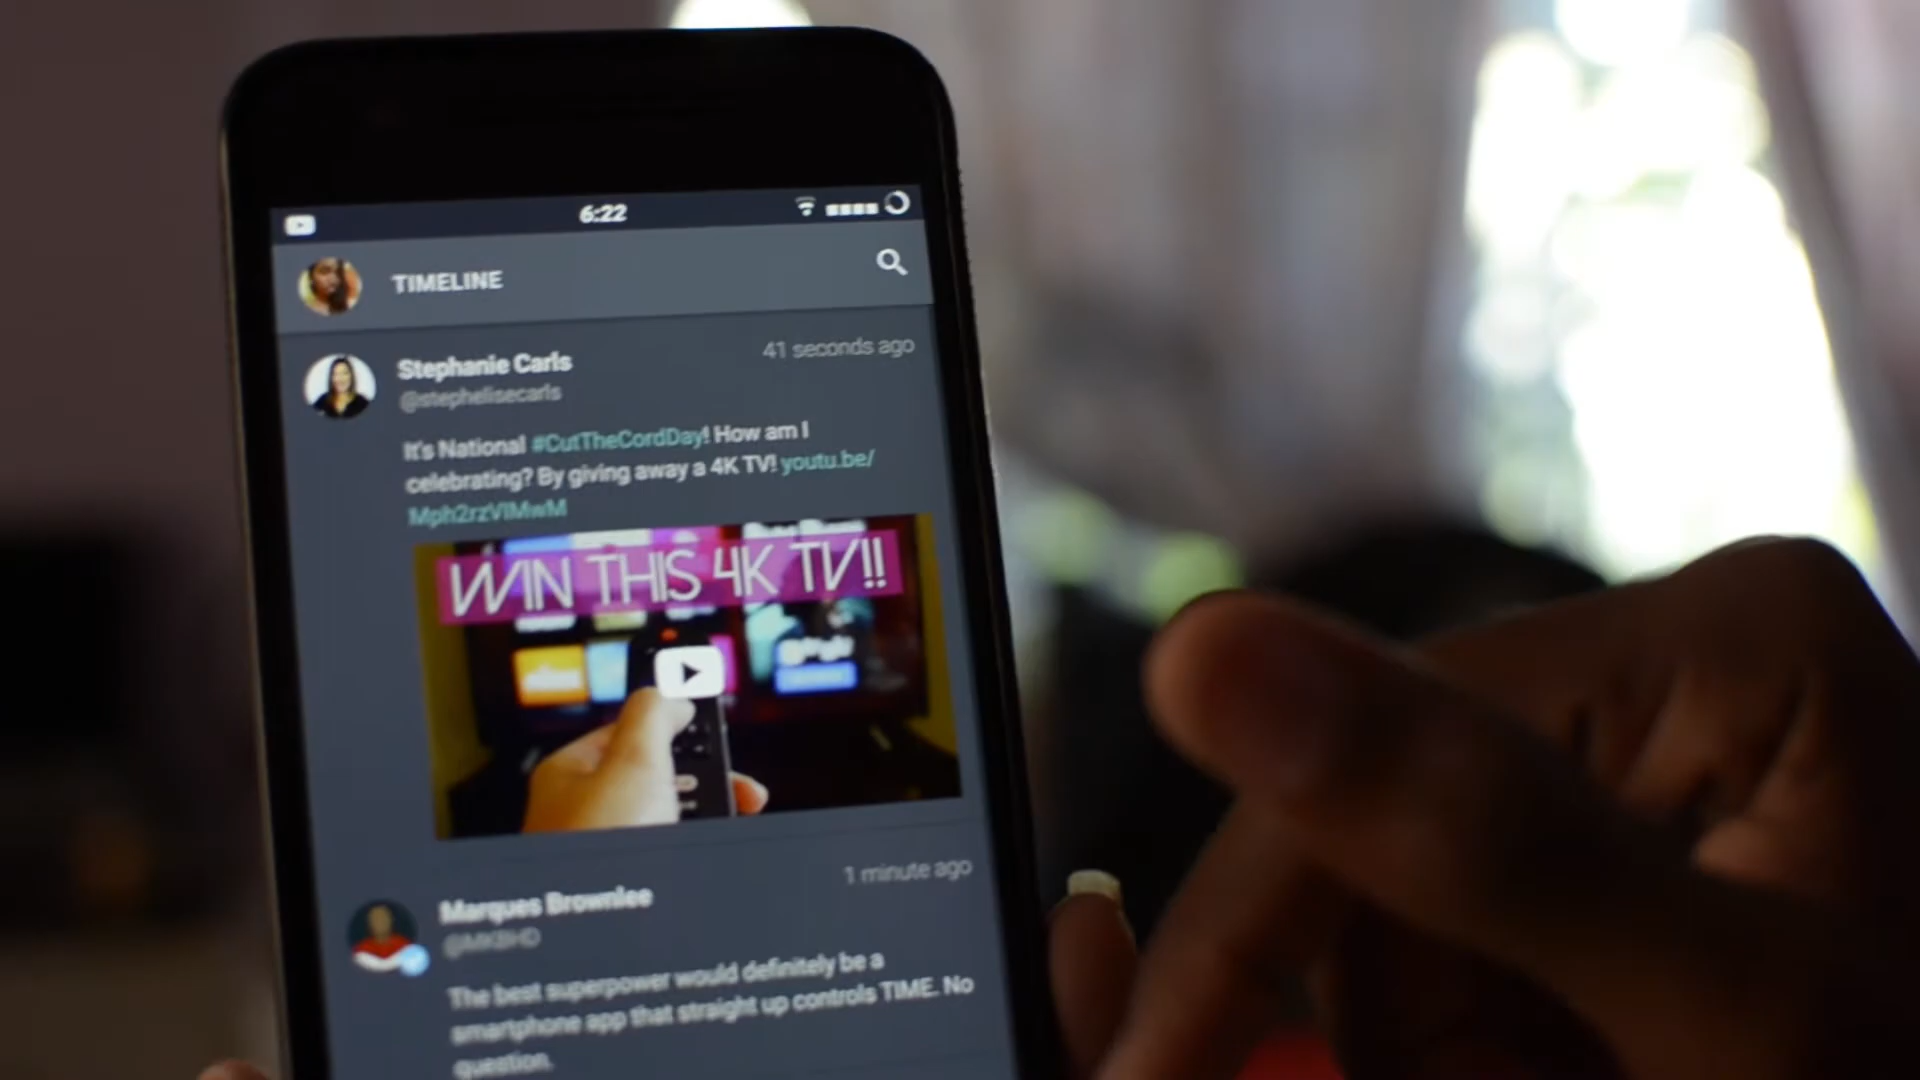 6:22
TIMELINE
Stephanie Carls
41 seconds ago
@stephelisecarls
It's National #CutTheCordDay! How am I
celebrating? By giving away a 4K TV! youtu.be/
Mph2rzVIMwM
WIN THIS 4K TV!!
Marques Brownlee
1 minute ago
@MKBHD
The best superpower would definitely be a
smartphone app that straight up controls TIME. No
question.